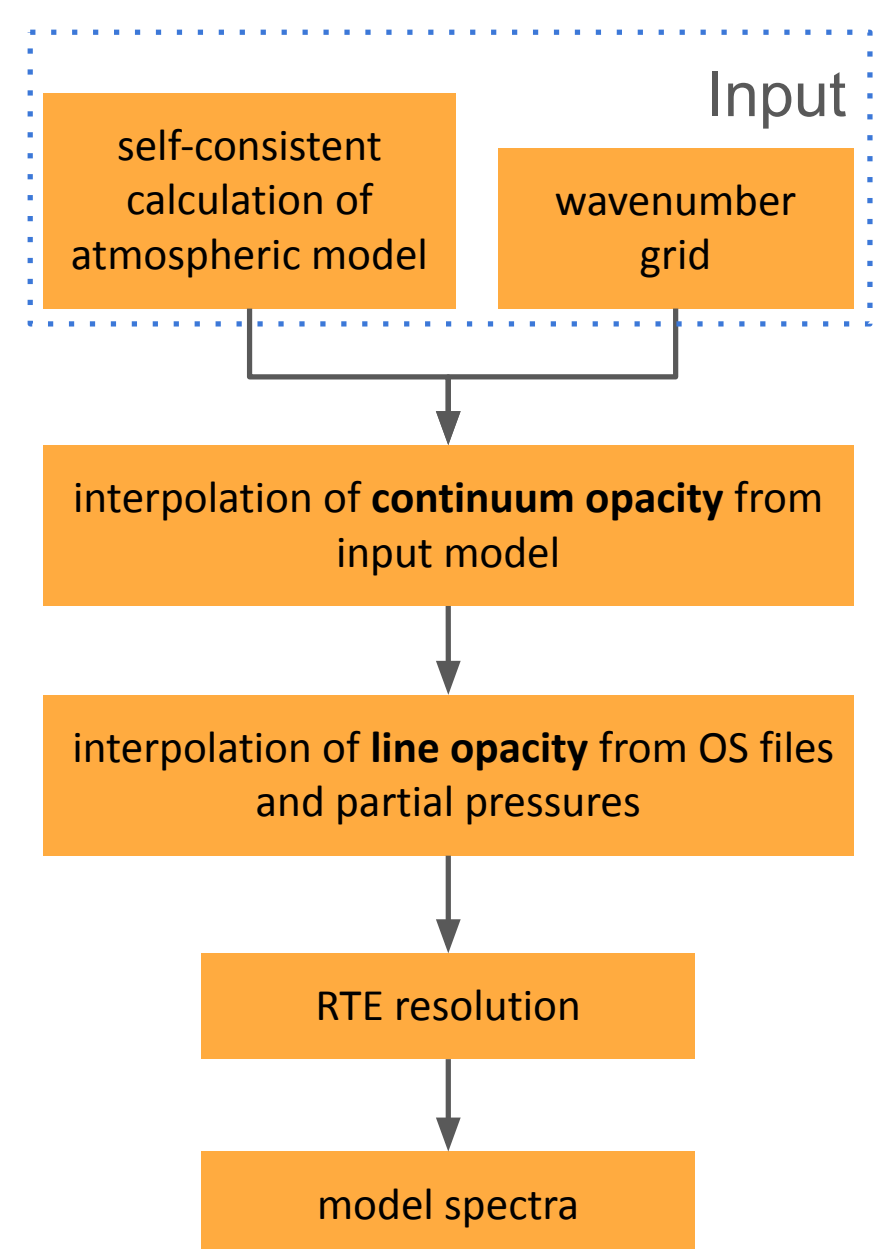 Input
self-consistent
calculation of
atmospheric model
wavenumber
grid
interpolation of continuum opacity from
input model
interpolation of line opacity from OS files
and partial pressures
RTE resolution
model spectra